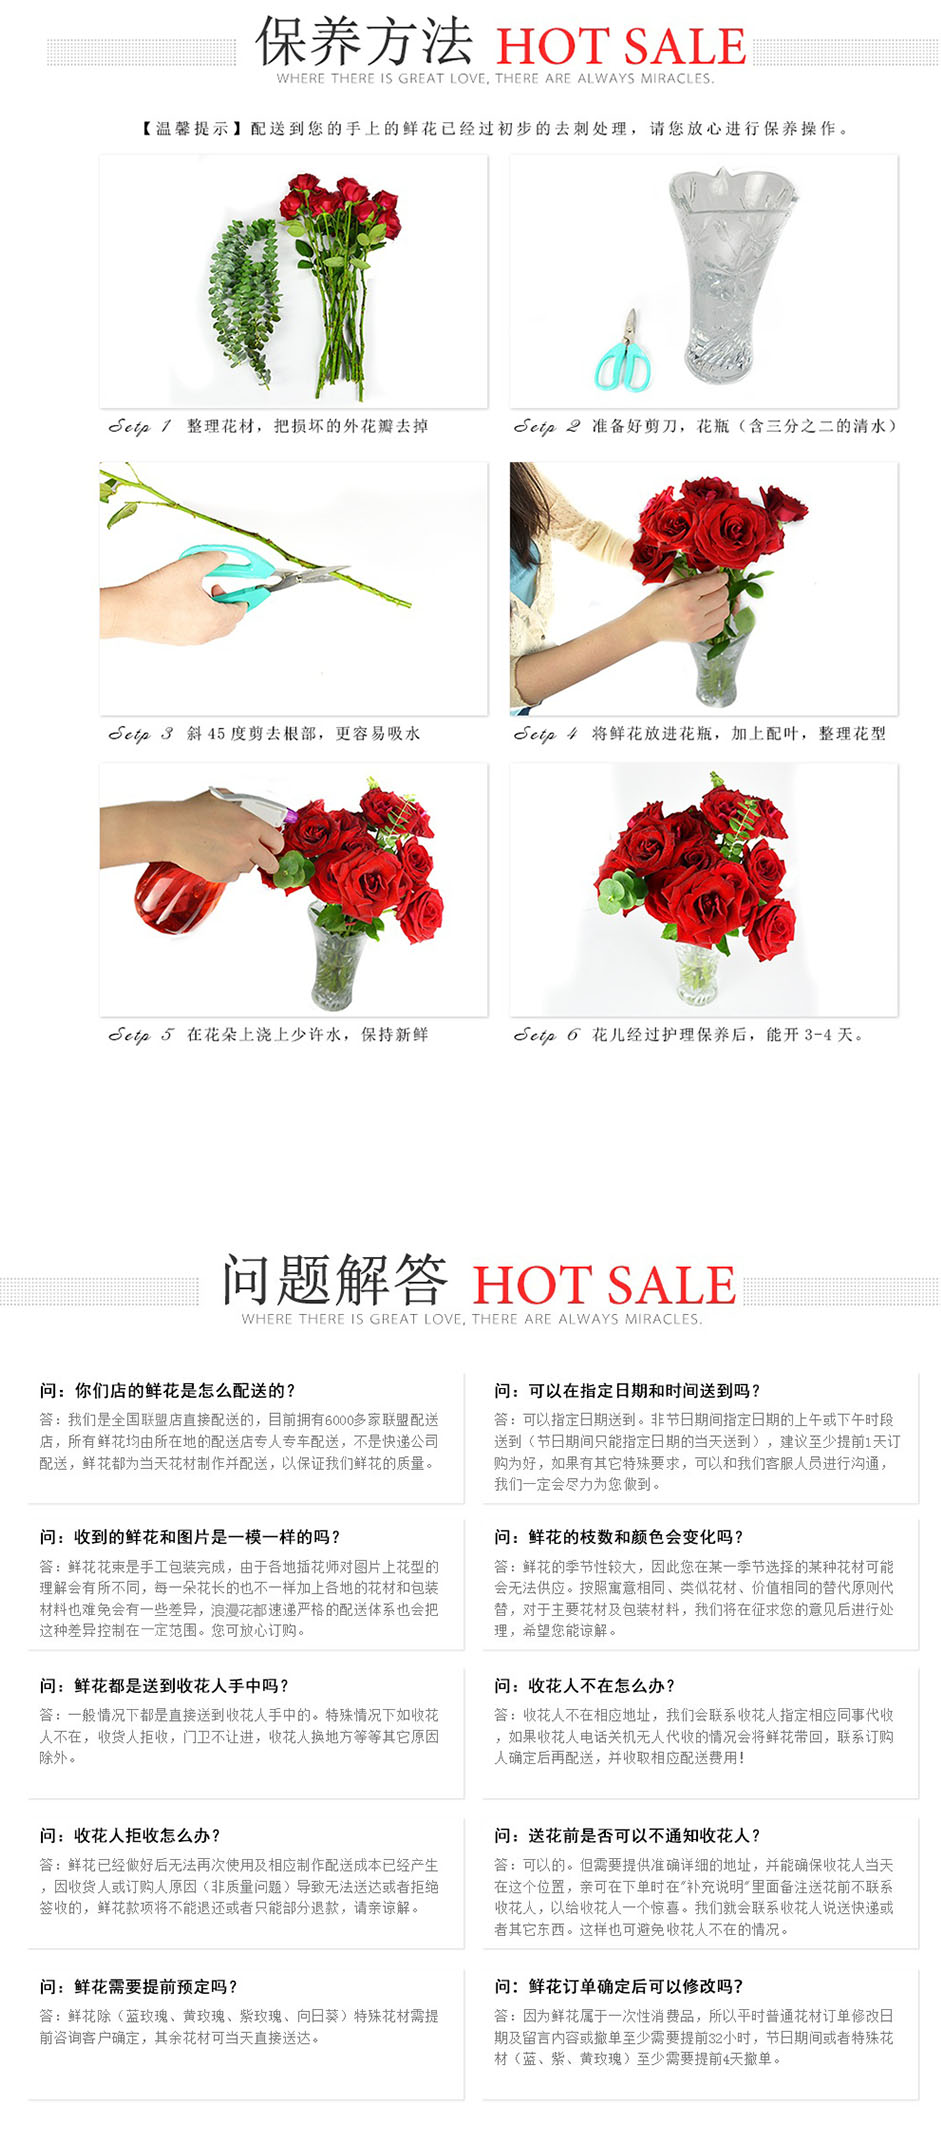 保养方法 HOT SALE
WHERE THERE IS GREAT LOVE, THERE ARE ALWAYS MIRACLES.
【温馨提示】配送到您的手上的鲜花已经过初步的去刺处理，请您放心进行保养操作。
Setp 1 整理花材，把损坏的外花瓣去掉
Setp 2 准备好剪刀，花瓶（含三分之二的清水）
Setp 3 斜45度剪去根部，更容易吸水
Setp 4 将鲜花放进花瓶，加上配叶，整理花型
Setp 5 在花朵上浇上少许水，保持新鲜
Setp 6 花儿经过护理保养后，能开3-4天。
问题解答 HOT SALE
WHERE THERE IS GREAT LOVE, THERE ARE ALWAYS MIRACLES.
问：你们店的鲜花是怎么配送的？
答：我们是全国联盟店直接配送的，目前拥有6000多家联盟配送
店，所有鲜花均由所在地的配送店专人专车配送，不是快递公司
配送，鲜花都为当天花材制作并配送，以保证我们鲜花的质量。
问：可以在指定日期和时间送到吗？
答：可以指定日期送到。非节日期间指定日期的上午或下午时段
送到（节日期间只能指定日期的当天送到），建议至少提前1天订
购为好，如果有其它特殊要求，可以和我们客服人员进行沟通，
我们一定会尽力为您做到。
问：收到的鲜花和图片是一模一样的吗？
答：鲜花花束是手工包装完成，由于各地插花师对图片上花型的
理解会有所不同，每一朵花长的也不一样加上各地的花材和包装
材料也难免会有一些差异，浪漫花都速递严格的配送体系也会把
这种差异控制在一定范围。您可放心订购。
问：鲜花的枝数和颜色会变化吗？
答：鲜花的季节性较大，因此您在某一季节选择的某种花材可能
会无法供应。按照寓意相同、类似花材、价值相同的替代原则代
替，对于主要花材及包装材料，我们将在征求您的意见后进行处
理，希望您能谅解。
问：鲜花都是送到收花人手中吗？
答：一般情况下都是直接送到收花人手中的。特殊情况下如收花
人不在，收货人拒收，门卫不让进，收花人换地方等等其它原因
除外。
问：收花人不在怎么办？
答：收花人不在相应地址，我们会联系收花人指定相应同事代收
，如果收花人电话关机无人代收的情况会将鲜花带回，联系订购
人确定后再配送，并收取相应配送费用！
问：收花人拒收怎么办？
答：鲜花已经做好后无法再次使用及相应制作配送成本已经产生
，因收货人或订购人原因（非质量问题）导致无法送达或者拒绝
签收的，鲜花款项将不能退还或者只能部分退款，请亲谅解。
问：送花前是否可以不通知收花人？
答：可以的。但需要提供准确详细的地址，并能确保收花人当天
在这个位置，亲可在下单时在"补充说明"里面备注送花前不联系
收花人，以给收花人一个惊喜。我们就会联系收花人说送快递或
者其它东西。这样也可避免收花人不在的情况。
问：鲜花需要提前预定吗？
答：鲜花除（蓝玫瑰、黄玫瑰、紫玫瑰、向日葵）特殊花材需提
前咨询客户确定，其余花材可当天直接送达。
问：鲜花订单确定后可以修改吗？
答：因为鲜花属于一次性消费品，所以平时普通花材订单修改日
期及留言内容或撤单至少需要提前32小时，节日期间或者特殊花
材（蓝、紫、黄玫瑰）至少需要提前4天撤单。